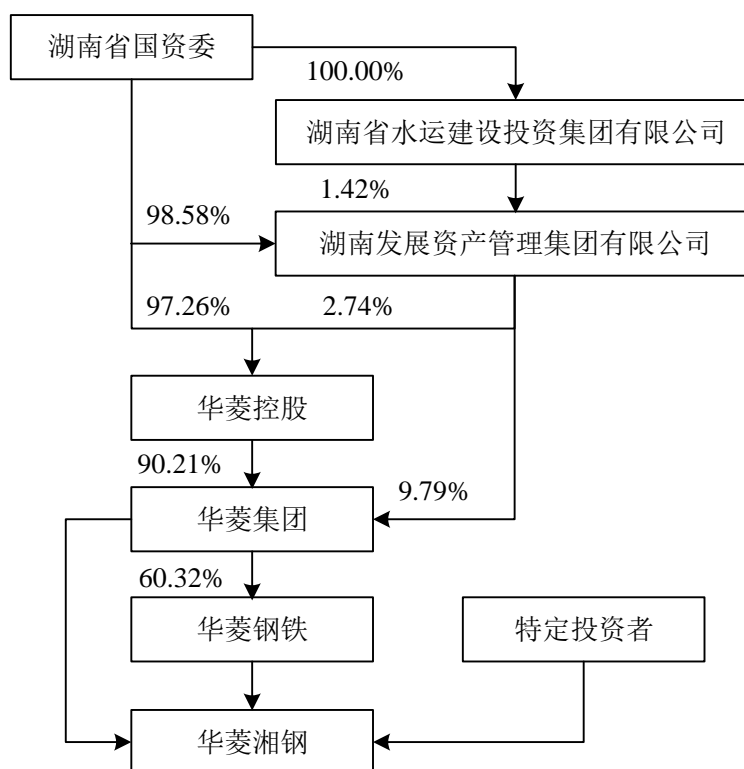 湖南省国资委
100.00%
湖南省水运建设投资集团有限公司
1.42%
98.58%
湖南发展资产管理集团有限公司
97.26%
2.74%
华菱控股
90.21%
9.79%
华菱集团
60.32%
华菱钢铁
特定投资者
华菱湘钢